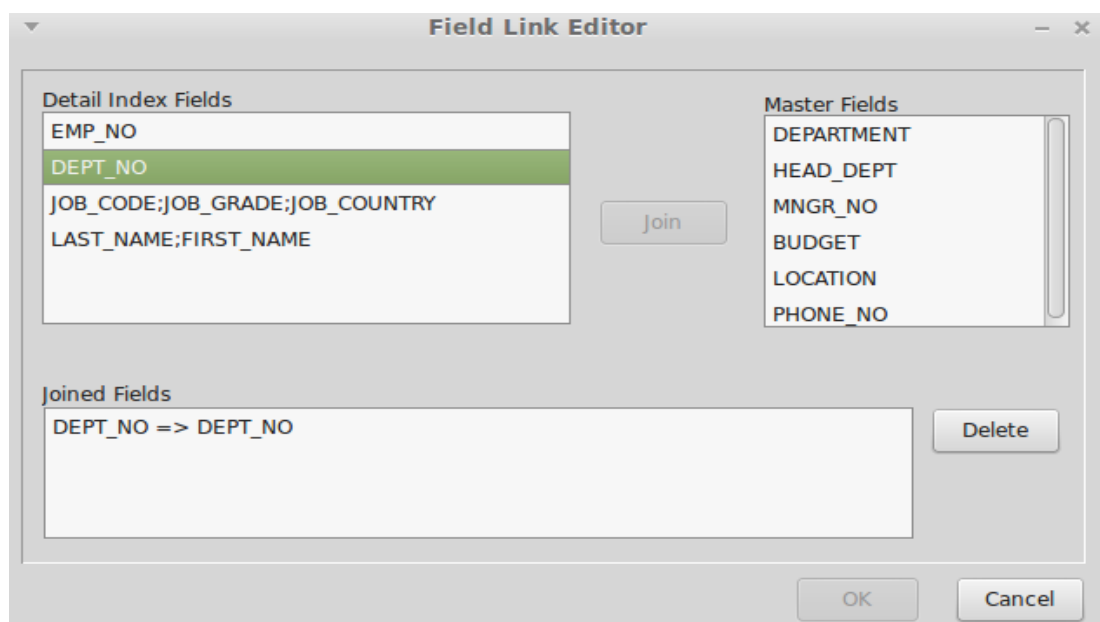 Field Link Editor
Detail Index Fields
EMP_NO
DEPT_NO
JOB_CODE;JOB_GRADE;JOB_COUNTRY
LAST_NAME;FIRST_NAME
Join
Master Fields
DEPARTMENT
HEAD_DEPT
MNGR_NO
BUDGET
LOCATION
PHONE_NO
Joined Fields
DEPT_NO => DEPT_NO
Delete
OK
Cancel